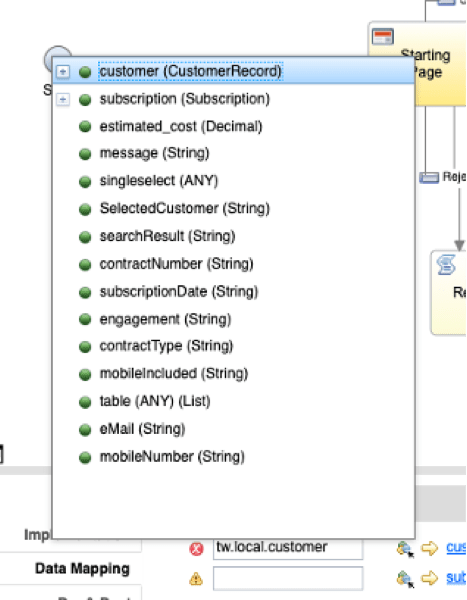 Starting
Page
customer (CustomerRecord)
subscription (Subscription)
estimated_cost (Decimal)
message (String)
singleselect (ANY)
SelectedCustomer (String)
searchResult (String)
contractNumber (String)
subscriptionDate (String)
engagement (String)
contractType (String)
mobileIncluded (String)
table (ANY) (List)
eMail (String)
mobileNumber (String)
S
Reje
Re
Impl
tw.local.customer
cus
Data Mapping
sub